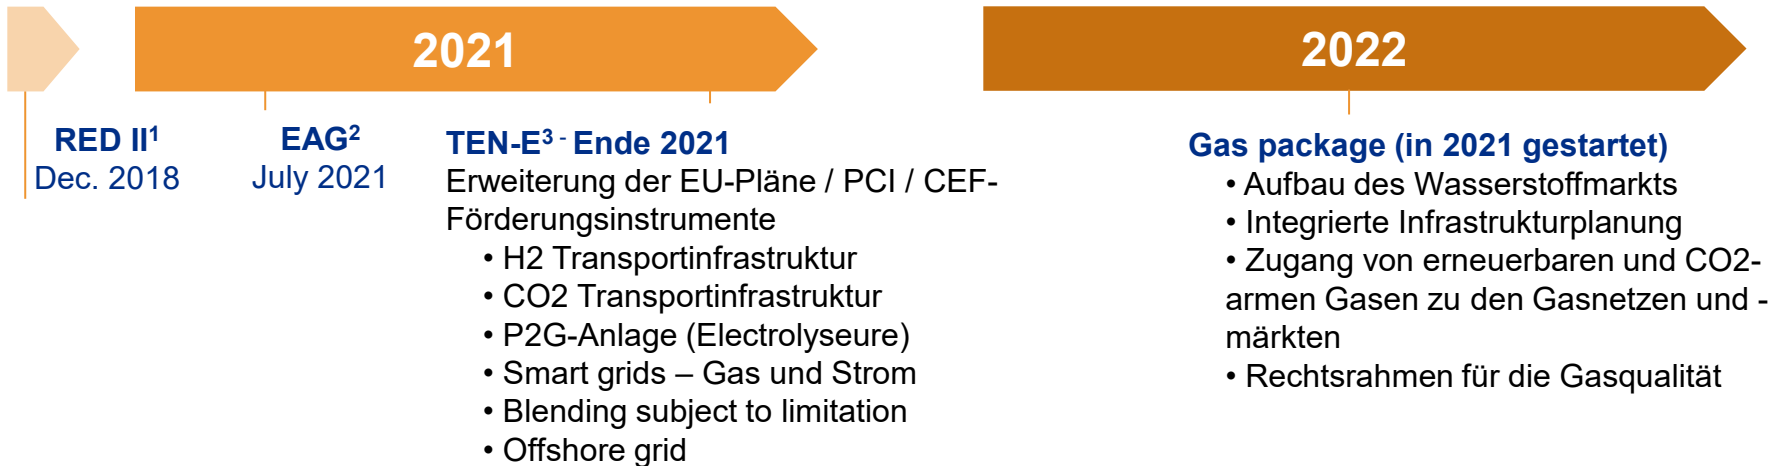 2021
2022
RED II¹
Dec. 2018
EAG²
July 2021
TEN-E³ - Ende 2021
Erweiterung der EU-Pläne / PCI / CEF-
Förderungsinstrumente
• H2 Transportinfrastruktur
• CO2 Transportinfrastruktur
• P2G-Anlage (Electrolyseure)
• Smart grids – Gas und Strom
• Blending subject to limitation
• Offshore grid
Gas package (in 2021 gestartet)
• Aufbau des Wasserstoffmarkts
• Integrierte Infrastrukturplanung
• Zugang von erneuerbaren und CO2-
armen Gasen zu den Gasnetzen und -
märkten
• Rechtsrahmen für die Gasqualität